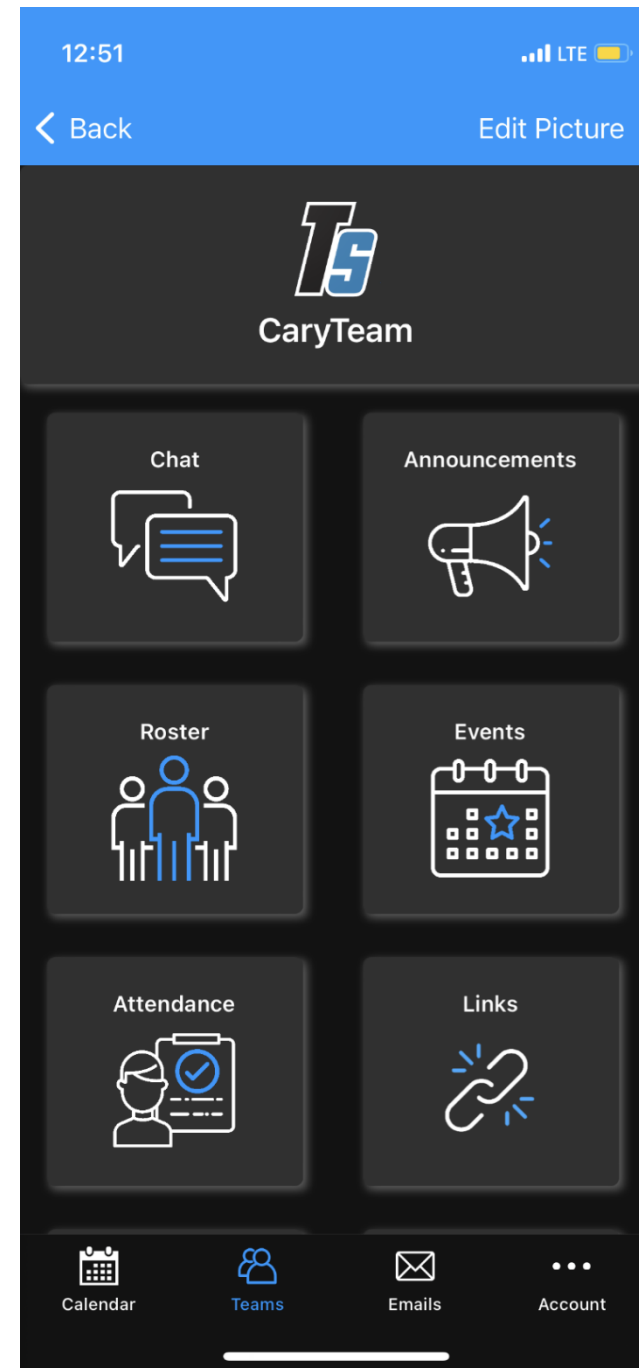 12:51 LTE
Back Edit Picture
TS
CaryTeam
Chat Announcements
Roster Events
Attendance Links
Calendar Teams Emails Account